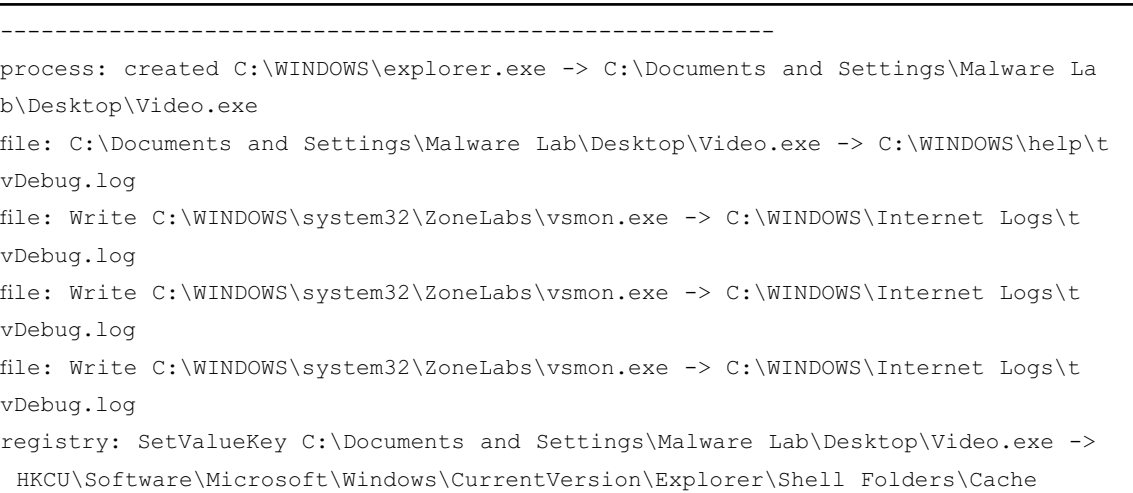 ---------------------------------------------------------
process: created C:\WINDOWS\explorer.exe -> C:\Documents and Settings\Malware La
b\Desktop\Video.exe
file: C:\Documents and Settings\Malware Lab\Desktop\Video.exe -> C:\WINDOWS\help\t
vDebug.log
file: Write C:\WINDOWS\system32\ZoneLabs\vsmon.exe -> C:\WINDOWS\Internet Logs\t
vDebug.log
file: Write C:\WINDOWS\system32\ZoneLabs\vsmon.exe -> C:\WINDOWS\Internet Logs\t
vDebug.log
file: Write C:\WINDOWS\system32\ZoneLabs\vsmon.exe -> C:\WINDOWS\Internet Logs\t
vDebug.log
registry: SetValueKey C:\Documents and Settings\Malware Lab\Desktop\Video.exe ->
 HKCU\Software\Microsoft\Windows\CurrentVersion\Explorer\Shell Folders\Cache